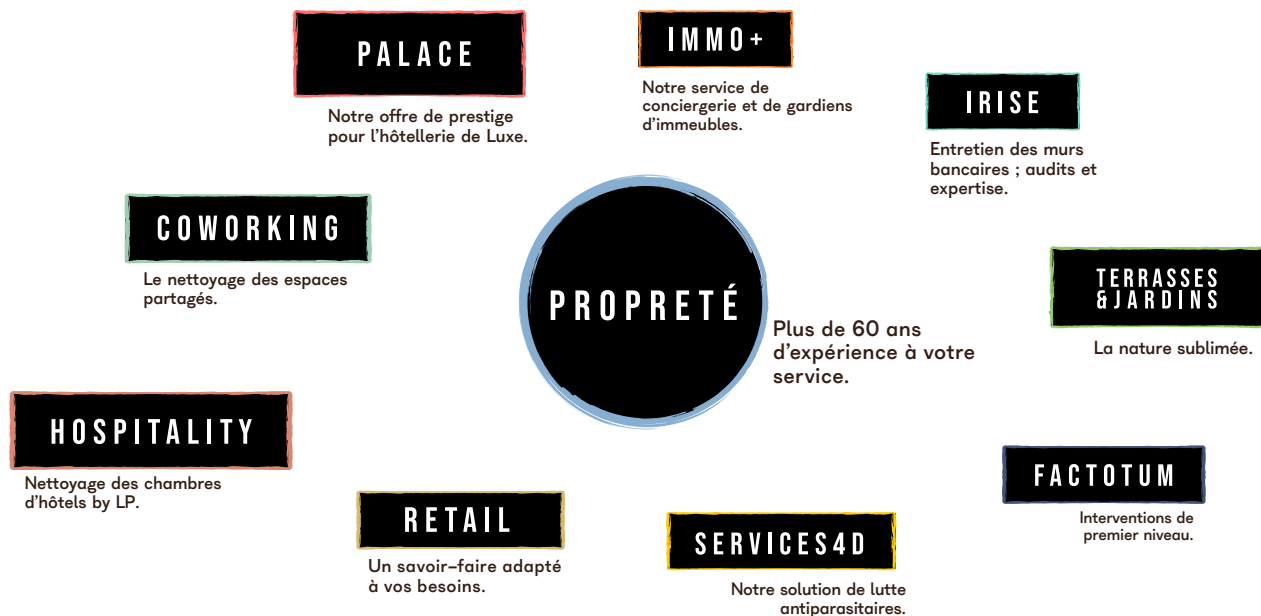 PALACE
Notre offre de prestige
pour l'hôtellerie de Luxe.
IMMO+
Notre service de
conciergerie et de gardiens
d'immeubles.
IRISE
Entretien des murs
bancaires ; audits et
expertise.
COWORKING
Le nettoyage des espaces
partagés.
PROPRETÉ
Plus de 60 ans
d'expérience à votre
service.
TERRASSES
&JARDINS
La nature sublimée.
HOSPITALITY
Nettoyage des chambres
d'hôtels by LP.
RETAIL
Un savoir-faire adapté
à vos besoins.
SERVICES4D
Notre solution de lutte
antiparasitaires.
FACTOTUM
Interventions de
premier niveau.